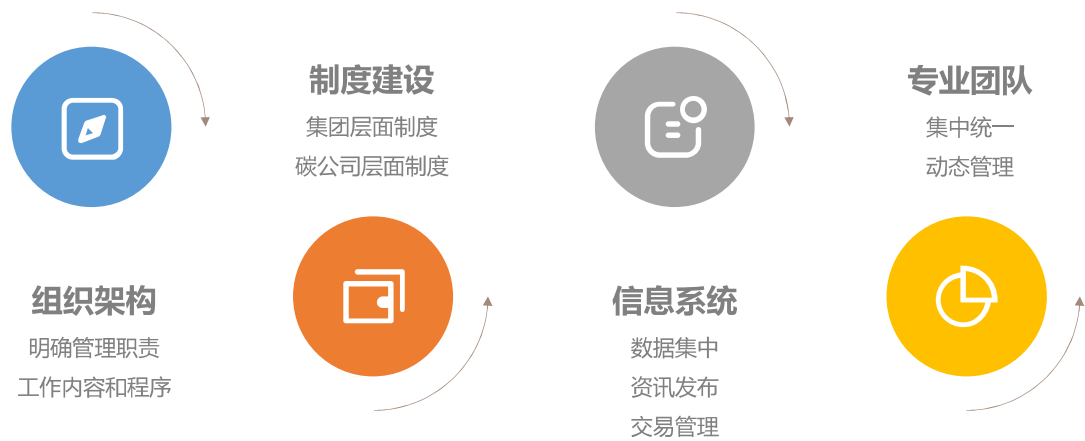 组织架构
明确管理职责
工作内容和程序
制度建设
集团层面制度
碳公司层面制度
信息系统
数据集中
资讯发布
交易管理
专业团队
集中统一
动态管理